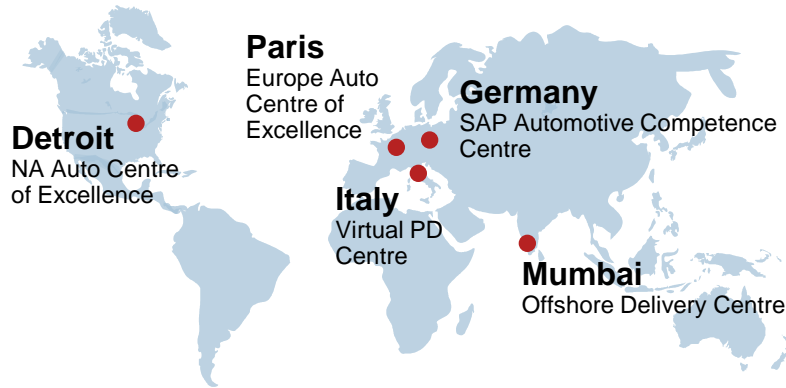 Paris
Europe Auto
Centre of
Excellence
Germany
SAP Automotive Competence
Centre
Detroit
NA Auto Centre
of Excellence
Italy
Virtual PD
Centre
Mumbai
Offshore Delivery Centre